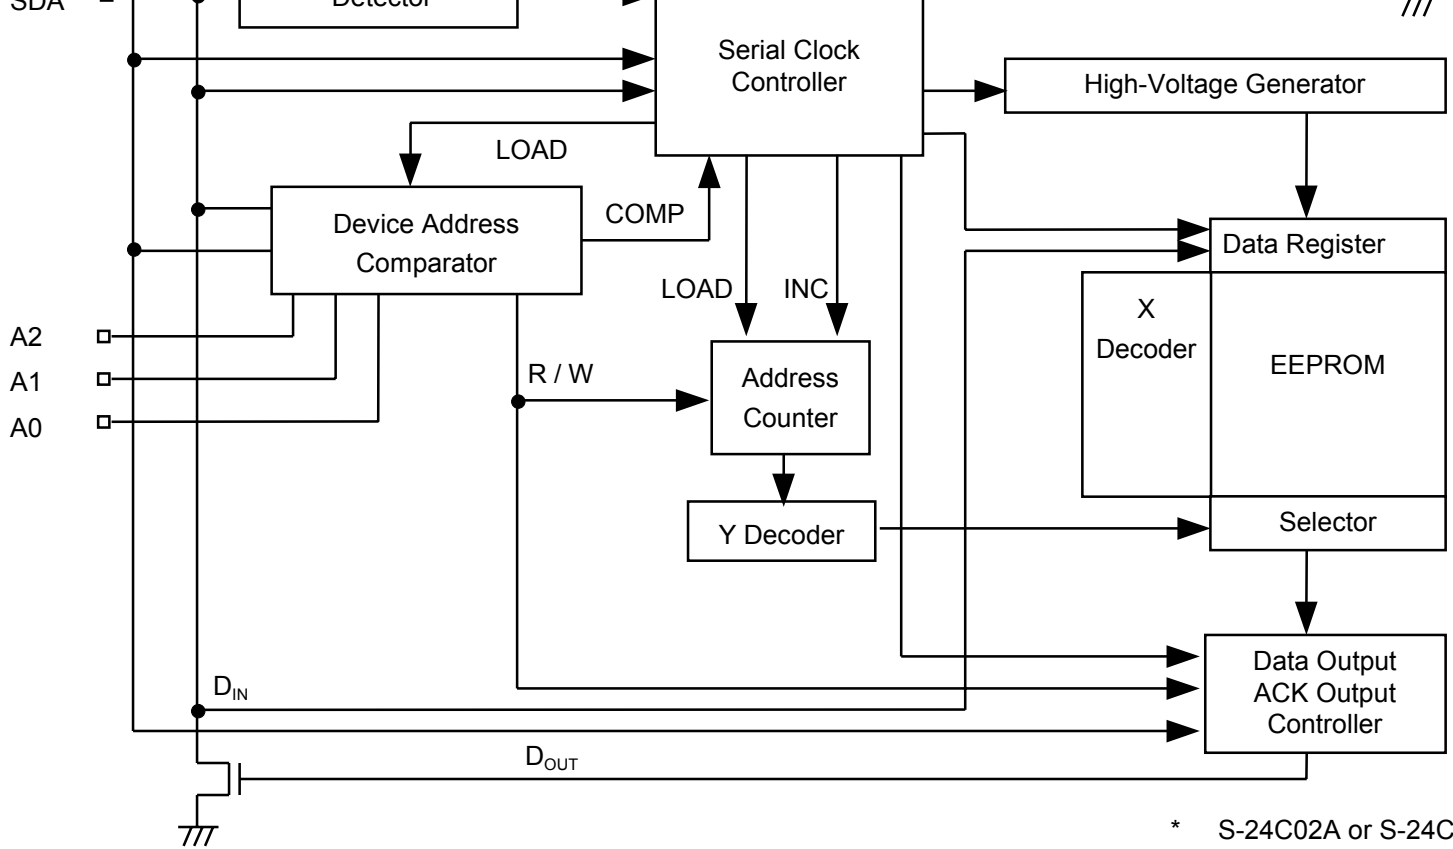 SDA
Detector
Serial Clock
Controller
High-Voltage Generator
LOAD
Device Address
Comparator
COMP
Data Register
LOAD
INC
X
Decoder
EEPROM
A2
A1
A0
R / W
Address
Counter
Y Decoder
Selector
Data Output
ACK Output
Controller
DIN
DOUT
* S-24C02A or S-24C